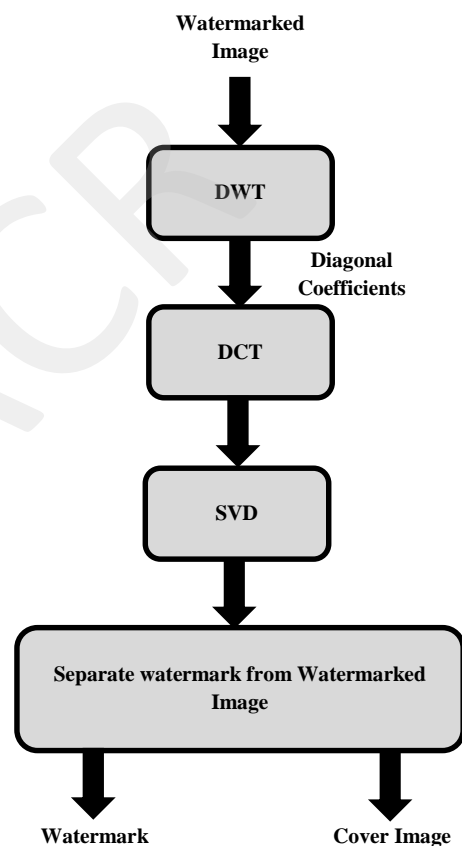 Watermarked
Image
DWT
Diagonal
Coefficients
DCT
SVD
Separate watermark from Watermarked
Image
Watermark
Cover Image